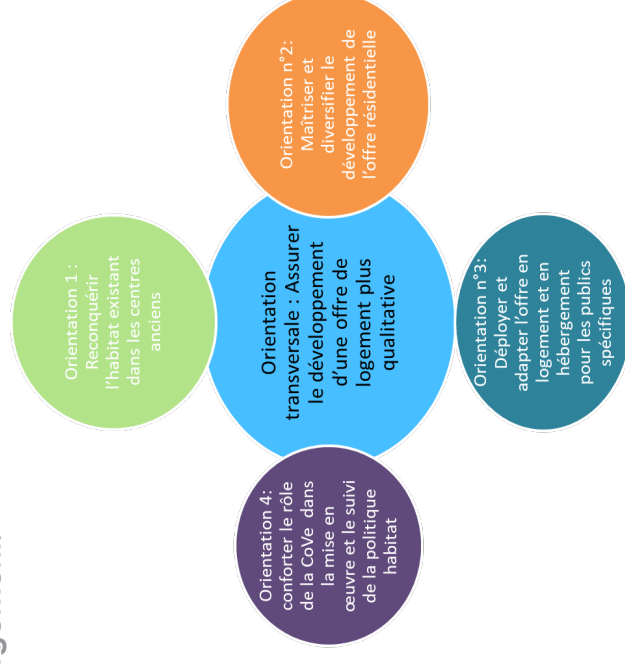 Orientation 1 :
Reconquérir
l'habitat existant
dans les centres
anciens
Orientation n°2:
Maîtriser et
diversifier le
développement de
l'offre résidentielle
Orientation
transversale : Assurer
le développement
d'une offre de
logement plus
qualitative
Orientation n°3:
Déployer et
adapter l'offre en
logement et en
hébergement
pour les publics
spécifiques
Orientation 4:
conforter le rôle
de la CoVe dans
la mise en
œuvre et le suivi
de la politique
habitat